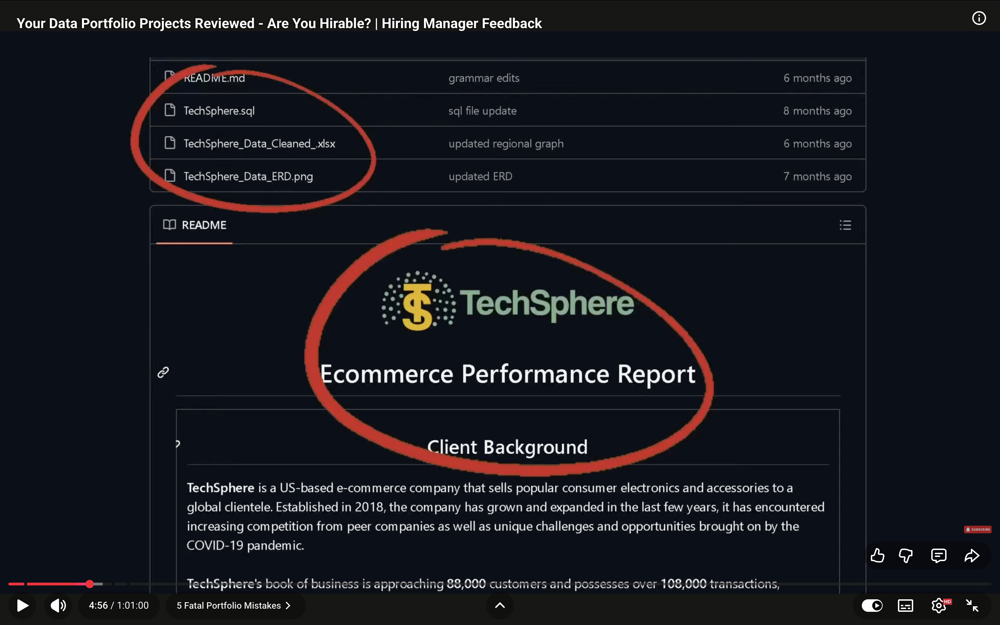 Your Data Portfolio Projects Reviewed - Are You Hirable? | Hiring Manager Feedback
README.md grammar edits 6 months ago
TechSphere.sql sql file update 8 months ago
TechSphere_Data_Cleaned_.xlsx updated regional graph 6 months ago
TechSphere_Data_ERD.png updated ERD 7 months ago
README
TechSphere
Ecommerce Performance Report
Client Background
TechSphere is a US-based e-commerce company that sells popular consumer electronics and accessories to a
global clientele. Established in 2018, the company has grown and expanded in the last few years, it has encountered
increasing competition from peer companies as well as unique challenges and opportunities brought on by the
COVID-19 pandemic.
SUBSCRIBE
TechSphere's book of business is approaching 88,000 customers and possesses over 108,000 transactions,
4:56 / 1:01:00 5 Fatal Portfolio Mistakes HD